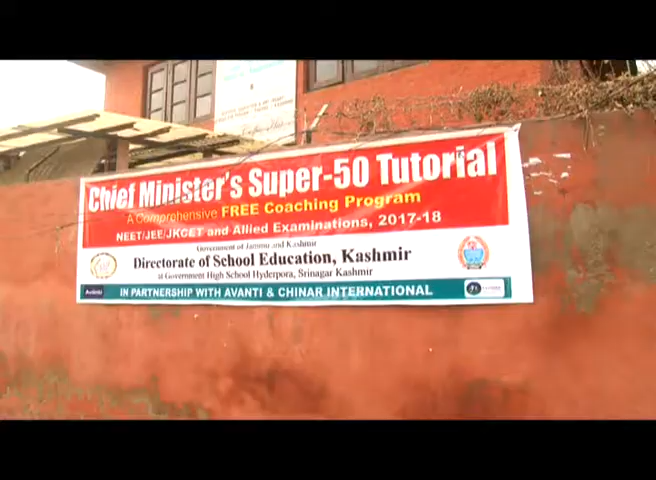 Chief Minister's SUPER-50 TUTORIAL
A Comprehensive FREE Coaching Program
NEET/JEE/JKCET and Allied Examinations, 2017-18
Government of Jammu and Kashmir
Directorate of School Education, Kashmir
at Government High School Hyderpora, Srinagar Kashmir
IN PARTNERSHIP WITH AVANTI & CHINAR INTERNATIONAL
Avanti